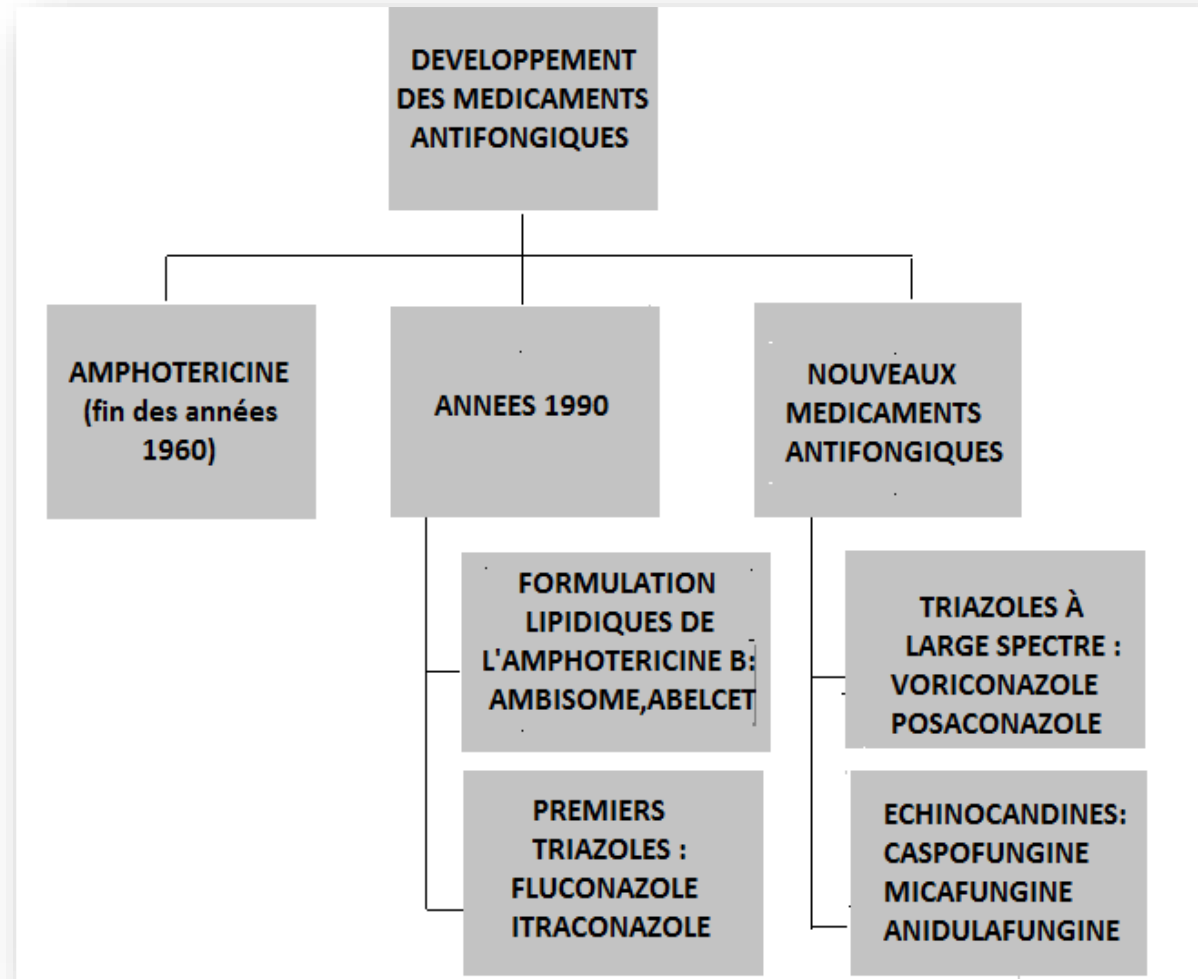 DEVELOPPEMENT
DES MEDICAMENTS
ANTIFONGIQUES
AMPHOTERICINE
(fin des années
1960)
ANNEES 1990
NOUVEAUX
MEDICAMENTS
ANTIFONGIQUES
FORMULATION
LIPIDIQUES DE
L'AMPHOTERICINE B:
AMBISOME,ABELCET
PREMIERS
TRIAZOLES :
FLUCONAZOLE
ITRACONAZOLE
TRIAZOLES À
LARGE SPECTRE :
VORICONAZOLE
POSACONAZOLE
ECHINOCANDINES:
CASPOFUNGINE
MICAFUNGINE
ANIDULAFUNGINE